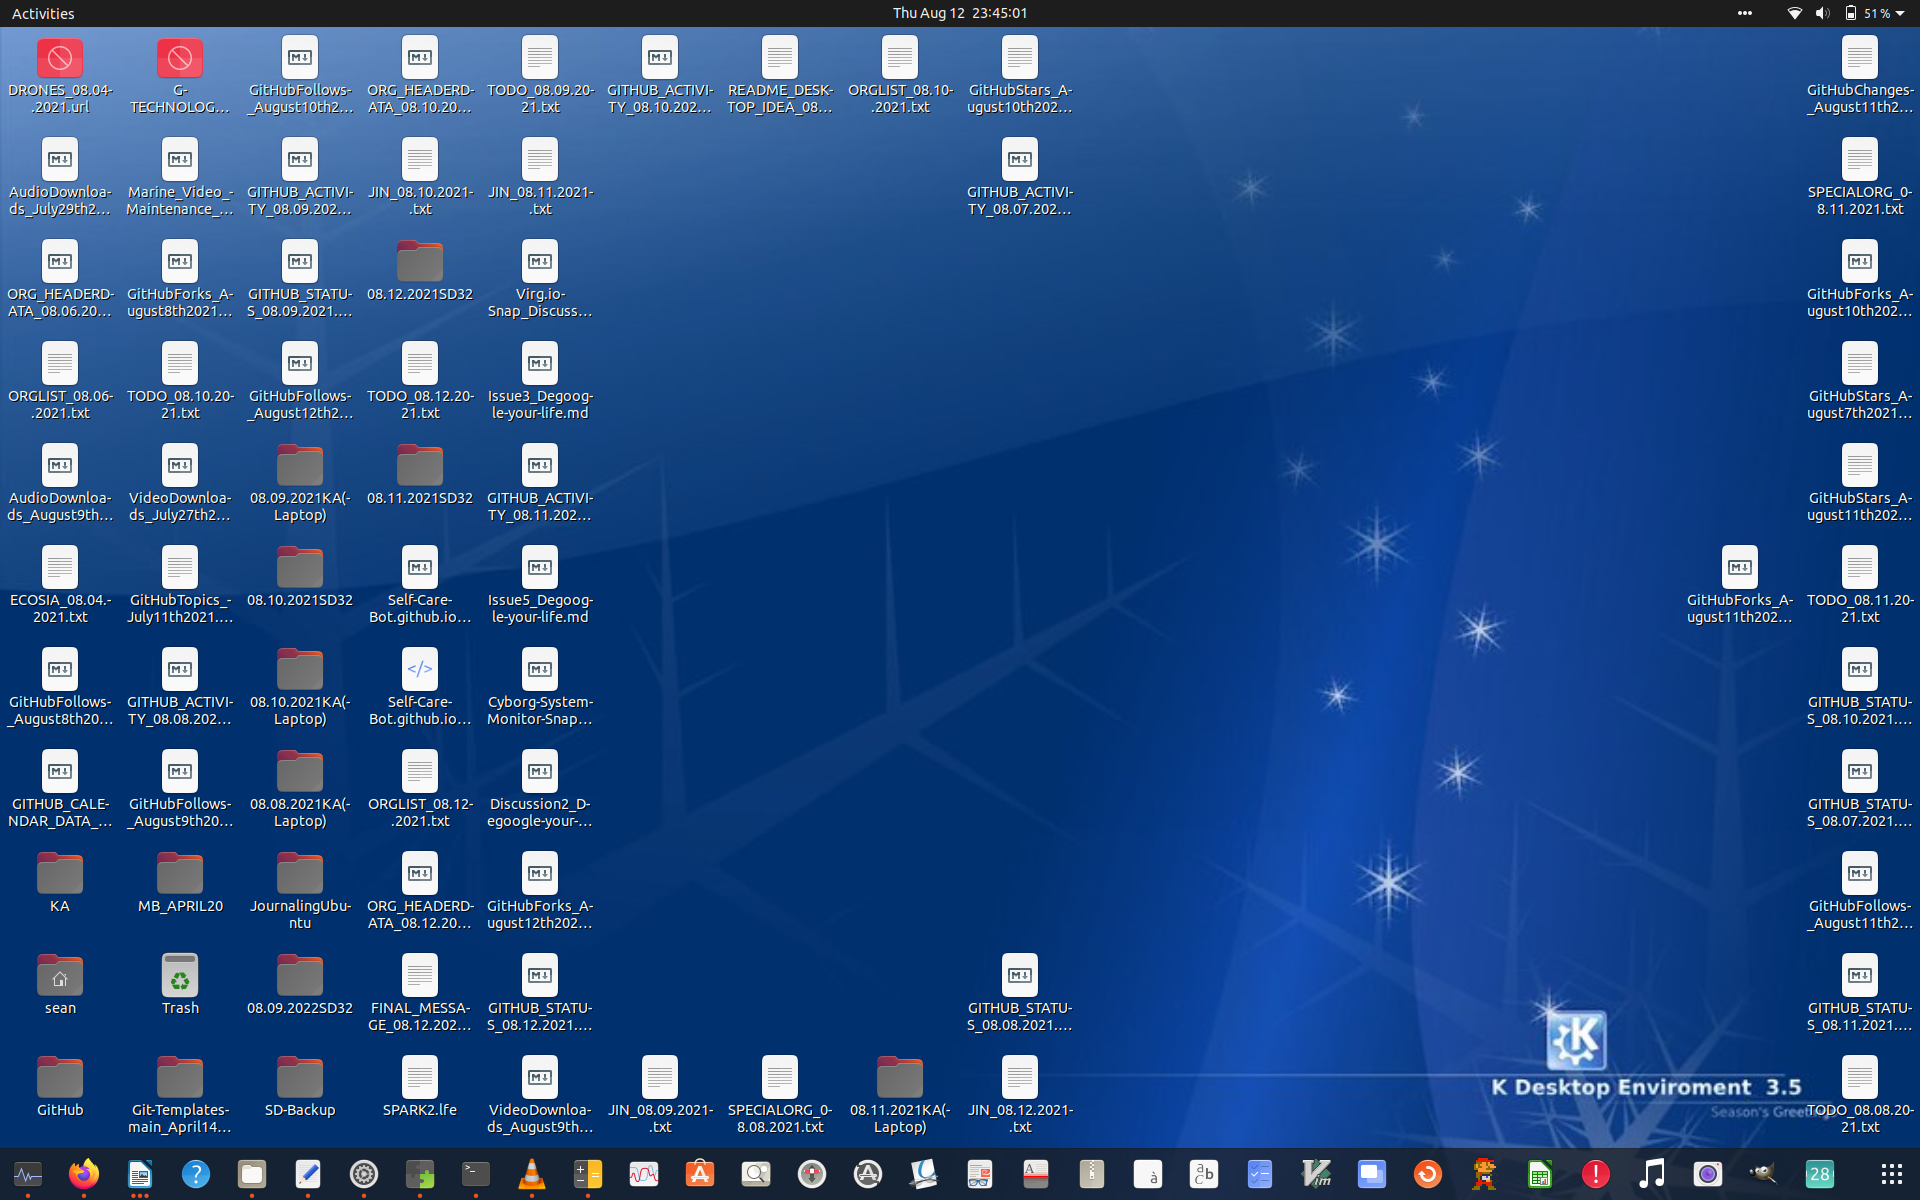 Activities
Thu Aug 12 23:45:01
51 %
DRONES_08.04-
.2021.url
G-
TECHNOLOG...
GitHubFollows-
_August10th2...
ORG_HEADERD-
ATA_08.10.20...
TODO_08.09.20-
21.txt
GITHUB_ACTIVI-
TY_08.10.202...
README_DESK-
TOP_IDEA_08...
ORGLIST_08.10-
.2021.txt
GitHubStars_A-
ugust10th202...
GitHubChanges-
_August11th2...
AudioDownloa-
ds_July29th2...
Marine_Video_-
Maintenance_...
GITHUB_ACTIVI-
TY_08.09.202...
JIN_08.10.2021-
.txt
JIN_08.11.2021-
.txt
GITHUB_ACTIVI-
TY_08.07.202...
SPECIALORG_0-
8.11.2021.txt
ORG_HEADERD-
ATA_08.06.20...
GitHubForks_A-
ugust8th2021...
GITHUB_STATU-
S_08.09.2021....
08.12.2021SD32
Virg.io-
Snap_Discuss...
GitHubForks_A-
ugust10th202...
ORGLIST_08.06-
.2021.txt
TODO_08.10.20-
21.txt
GitHubFollows-
_August12th2...
TODO_08.12.20-
21.txt
Issue3_Degoog-
le-your-life.md
GitHubStars_A-
ugust7th2021...
AudioDownloa-
ds_August9th...
VideoDownloa-
ds_July27th2...
08.09.2021KA(-
Laptop)
08.11.2021SD32
GITHUB_ACTIVI-
TY_08.11.202...
GitHubStars_A-
ugust11th202...
ECOSIA_08.04.-
2021.txt
GitHubTopics_-
July11th2021....
08.10.2021SD32
Self-Care-
Bot.github.io...
Issue5_Degoog-
le-your-life.md
GitHubForks_A-
ugust11th202...
TODO_08.11.20-
21.txt
GitHubFollows-
_August8th20...
GITHUB_ACTIVI-
TY_08.08.202...
08.10.2021KA(-
Laptop)
Self-Care-
Bot.github.io...
Cyborg-System-
Monitor-Snap...
GITHUB_STATU-
S_08.10.2021....
GITHUB_CALE-
NDAR_DATA_...
GitHubFollows-
_August9th20...
08.08.2021KA(-
Laptop)
ORGLIST_08.12-
.2021.txt
Discussion2_D-
egoogle-your-...
GITHUB_STATU-
S_08.07.2021....
KA
MB_APRIL20
JournalingUbu-
ntu
ORG_HEADERD-
ATA_08.12.20...
GitHubForks_A-
ugust12th202...
GitHubFollows-
_August11th2...
sean
Trash
08.09.2022SD32
FINAL_MESSA-
GE_08.12.202...
GITHUB_STATU-
S_08.12.2021....
GITHUB_STATU-
S_08.08.2021....
GITHUB_STATU-
S_08.11.2021....
K Desktop Enviroment 3.5
Season's
GitHub
Git-Templates-
main_April14...
SD-Backup
SPARK2.lfe
VideoDownloa-
ds_August9th...
JIN_08.09.2021-
.txt
SPECIALORG_0-
8.08.2021.txt
08.11.2021KA(-
Laptop)
JIN_08.12.2021-
.txt
TODO_08.08.20-
21.txt
28